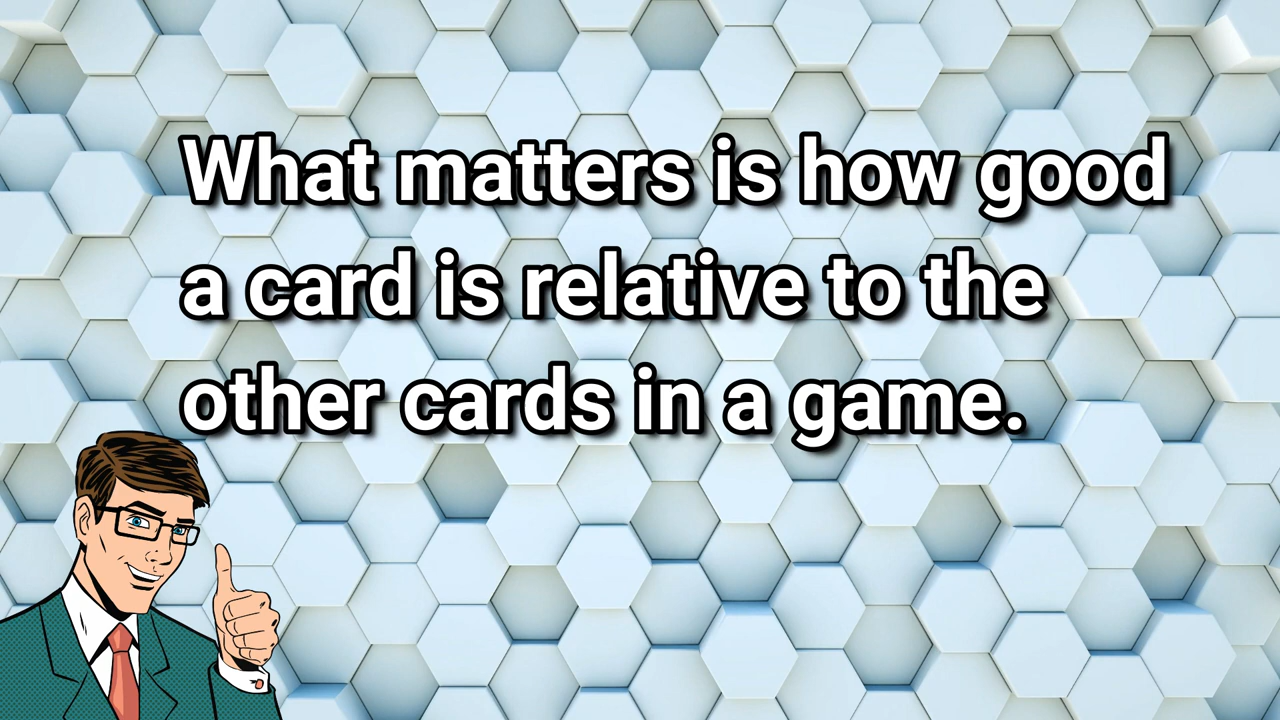 What matters is how good
a card is relative to the
other cards in a game.